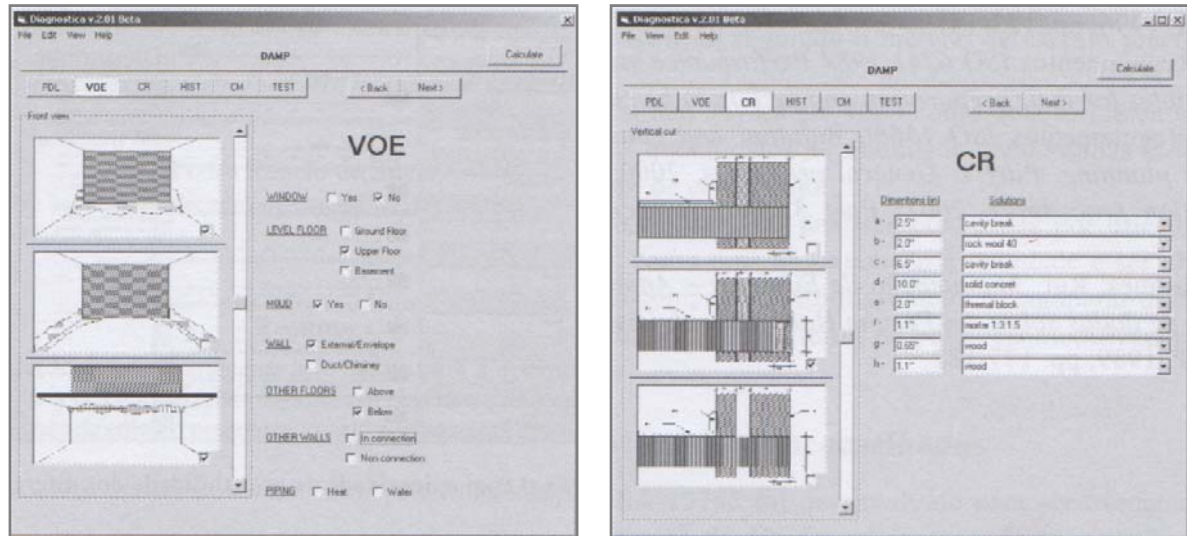 Diagnostica v.2.01 Beta
File Edit View Help
DAMP
Calculate
PDL VOE CR HIST CM TEST < Back Next >
Front view
VOE
WINDOW Yes No
LEVEL FLOOR Ground Floor
Upper Floor
Basement
MOUD Yes No
WALL External/Envelope
Duct/Chiminey
OTHER FLOORS Above
Below
OTHER WALLS In connection
Non connection
PIPING Heat Water
Diagnostica v.2.01 Beta
File View Edit Help
DAMP
Calculate
PDL VOE CR HIST CM TEST < Back Next >
Vertical cut
CR
Dimentions (in) Solutions
a - 2.5" cavity break
b - 2.0" rock wool 40
c - 6.5" cavity break
d - 10.0" solid concret
e - 2.0" thermal block
f - 1.1" mortar 1:3 1.5
g - 0.65" wood
h - 1.1" wood